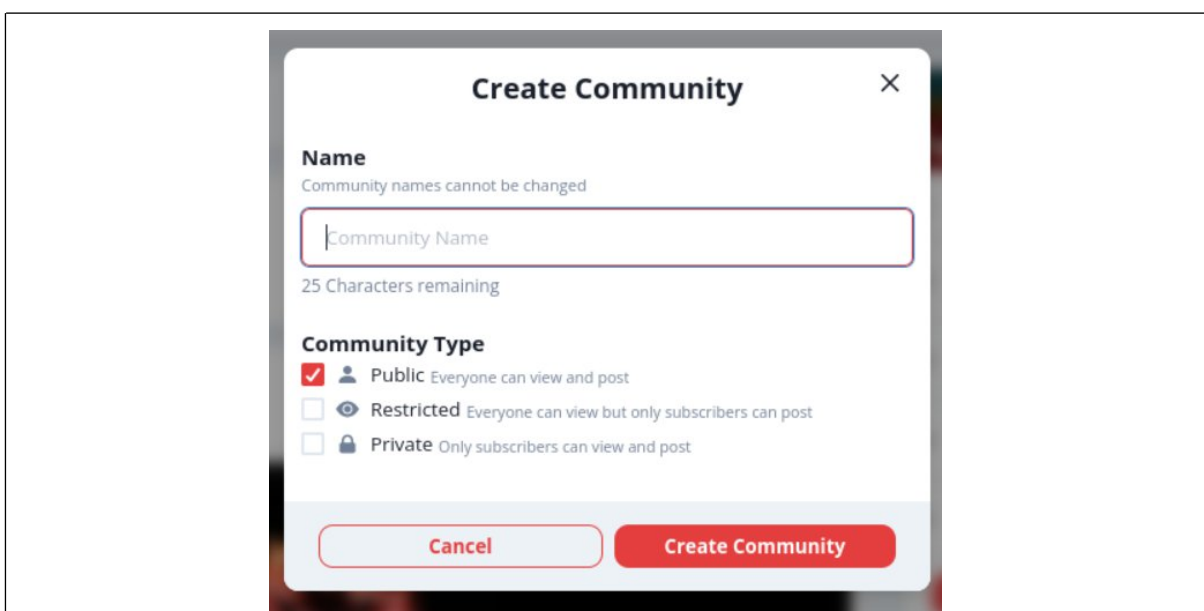 Create Community
Name
Community names cannot be changed
Community Name
25 Characters remaining
Community Type
Public Everyone can view and post
Restricted Everyone can view but only subscribers can post
Private Only subscribers can view and post
Cancel Create Community